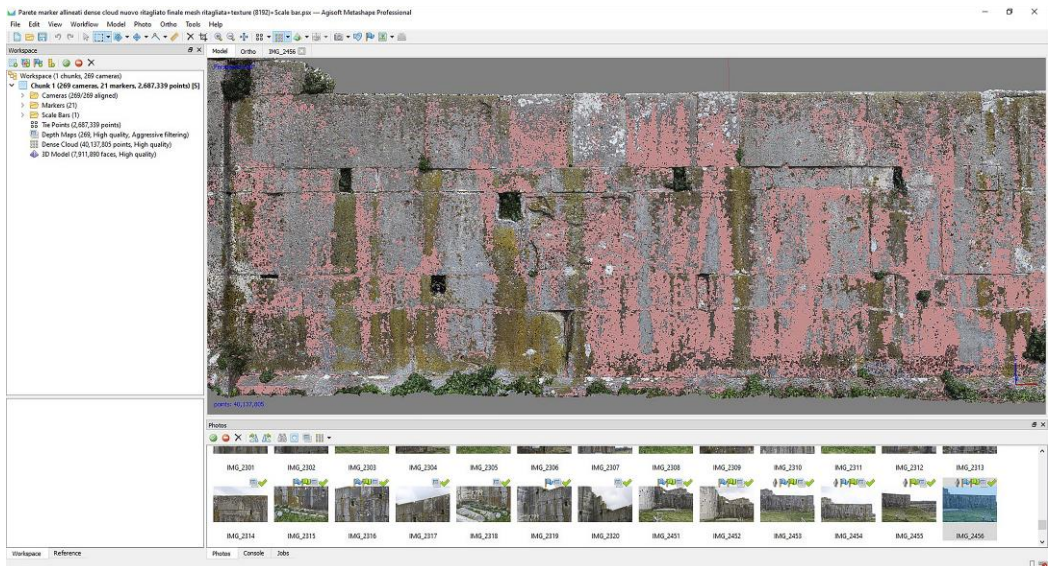 Parete marker allineati dense cloud nuovo ritagliato finale mesh ritagliata+texture (8192)+Scale bar.psx — Agisoft Metashape Professional
File Edit View Workflow Model Photo Ortho Tools Help
Workspace
Model Ortho IMG_2456
Workspace (1 chunks, 269 cameras)
Chunk 1 (269 cameras, 21 markers, 2,687,339 points) [S]
Cameras (269/269 aligned)
Markers (21)
Scale Bars (1)
Tie Points (2,687,339 points)
Depth Maps (269, High quality, Aggressive filtering)
Dense Cloud (40,137,805 points, High quality)
3D Model (7,911,890 faces, High quality)
points: 40,137,805
Photos
IMG_2301 IMG_2302 IMG_2303 IMG_2304 IMG_2305 IMG_2306 IMG_2307 IMG_2308 IMG_2309 IMG_2310 IMG_2311 IMG_2312 IMG_2313
IMG_2314 IMG_2315 IMG_2316 IMG_2317 IMG_2318 IMG_2319 IMG_2320 IMG_2451 IMG_2452 IMG_2453 IMG_2454 IMG_2455 IMG_2456
Workspace Reference
Photos Console Jobs